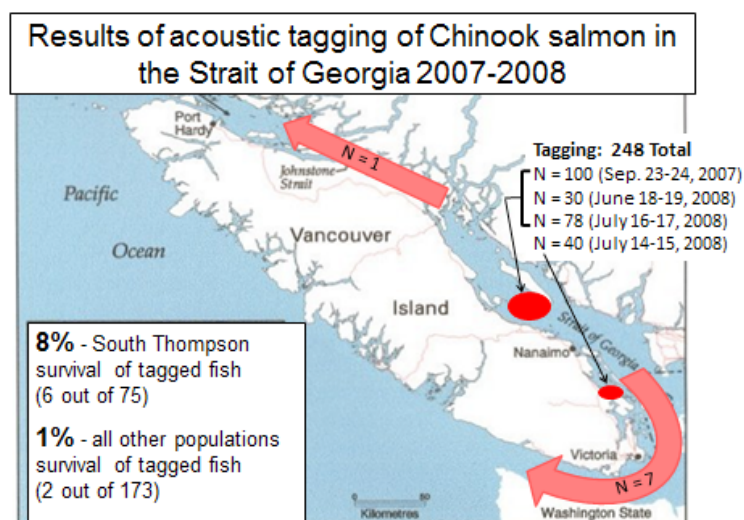 Results of acoustic tagging of Chinook salmon in
the Strait of Georgia 2007-2008
Port
Hardy
N = 1
Johnstone
Strait
Pacific
Ocean
Vancouver
Island
Tagging: 248 Total
N = 100 (Sep. 23-24, 2007)
N = 30 (June 18-19, 2008)
N = 78 (July 16-17, 2008)
N = 40 (July 14-15, 2008)
Strait of Georgia
Nanaimo
Victoria
N = 7
Washington State
0 50
Kilometres
8% - South Thompson
survival of tagged fish
(6 out of 75)
1% - all other populations
survival of tagged fish
(2 out of 173)